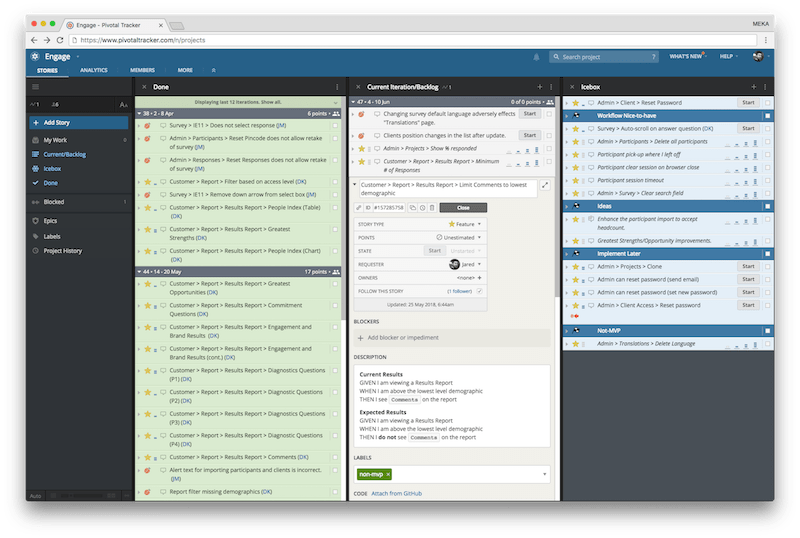 Engage - Pivotal Tracker
MEKA
https://www.pivotaltracker.com/n/projects
Engage
Search project
?
WHAT'S NEW
HELP
STORIES
ANALYTICS
MEMBERS
MORE
Add Story
My Work
Current/Backlog
Icebox
Done
Blocked
Epics
Labels
Project History
Auto
Done
Displaying last 12 iterations. Show all.
38 • 2 - 8 Apr
6 points
Survey > IE11 > Does not select response (JM)
Admin > Participants > Reset Pincode does not allow retake
of survey (JM)
Admin > Responses > Reset Responses does not allow retake
of survey (JM)
Customer > Report > Filter based on access level (DK)
Survey > IE11 > Remove down arrow from select box (JM)
Customer > Report > Results Report > People Index (Table)
(DK)
Customer > Report > Results Report > Greatest
Strengths (DK)
Customer > Report > Results Report > People Index (Chart)
(DK)
44 • 14 - 20 May
17 points
Customer > Report > Results Report > Greatest
Opportunities (DK)
Customer > Report > Results Report > Commitment
Questions (DK)
Customer > Report > Results Report > Engagement and
Brand Results (DK)
Customer > Report > Results Report > Engagement and
Brand Results (cont.) (DK)
Customer > Report > Results Report > Diagnostics Questions
(P1) (DK)
Customer > Report > Results Report > Diagnostic Questions
(P2) (DK)
Customer > Report > Results Report > Diagnostic Questions
(P3) (DK)
Customer > Report > Results Report > Diagnostic Questions
(P4) (DK)
Customer > Report > Results Report > Comments (DK)
Alert text for importing participants and clients is incorrect.
(JM)
Report filter missing demographics (DK)
Current Iteration/Backlog
47 • 4 - 10 Jun
0 of 0 points
Changing survey default language adversely effects
"Translations" page.
Start
Clients position changes in the list after update.
Start
Admin > Projects > Show % responded
Customer > Report > Results Report > Minimum
# of Responses
Customer > Report > Results Report > Limit Comments to lowest
demographic
ID
#157285758
Close
STORY TYPE
Feature
POINTS
Unestimated
STATE
Start
Unstarted
REQUESTER
Jared
OWNERS
<none>
FOLLOW THIS STORY
(1 follower)
Updated: 25 May 2018, 6:44am
BLOCKERS
Add blocker or impediment
DESCRIPTION
Current Results
GIVEN I am viewing a Results Report
WHEN I am above the lowest level demographic
THEN I see Comments on the report
Expected Results
GIVEN I am viewing a Results Report
WHEN I am above the lowest level demographic
THEN I do not see Comments on the report
LABELS
non-mvp
CODE
Attach from GitHub
Icebox
Admin > Client > Reset Password
Start
Workflow Nice-to-have
Survey > Auto-scroll on answer question (DK)
Start
Admin > Participants > Delete all participants
Participant pick-up where I left off
Participant clear session on browser close
Participant session timeout
Admin > Survey > Clear search field
Ideas
Enhance the participant import to accept
headcount.
Greatest Strengths/Opportunity improvements.
Implement Later
Admin > Projects > Clone
Start
Admin can reset password (send email)
Start
Admin can reset password (set new password)
Start
Admin > Client Access > Reset password
Start
Not-MVP
Admin > Translations > Delete Language